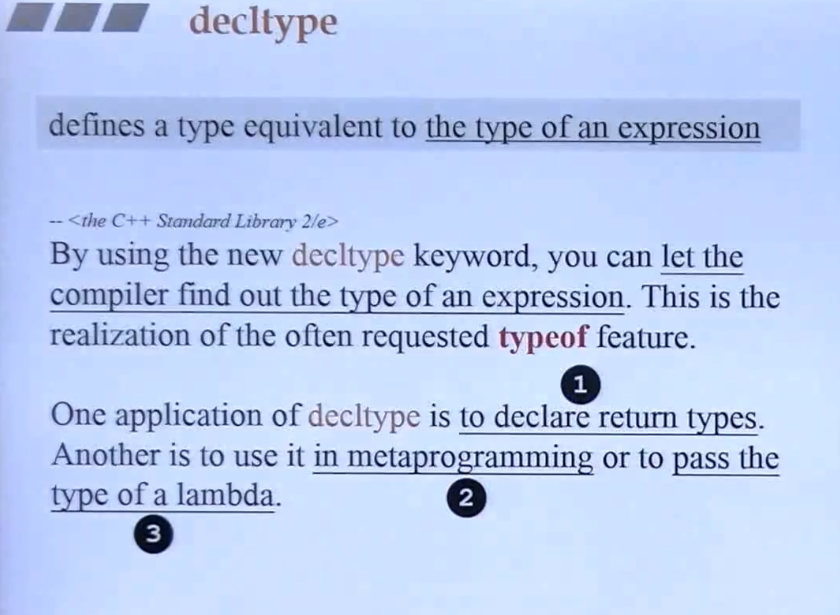 decltype
defines a type equivalent to the type of an expression
-- <the C++ Standard Library 2/e>
By using the new decltype keyword, you can let the
compiler find out the type of an expression. This is the
realization of the often requested typeof feature.
1
One application of decltype is to declare return types.
Another is to use it in metaprogramming or to pass the
type of a lambda.
2
3